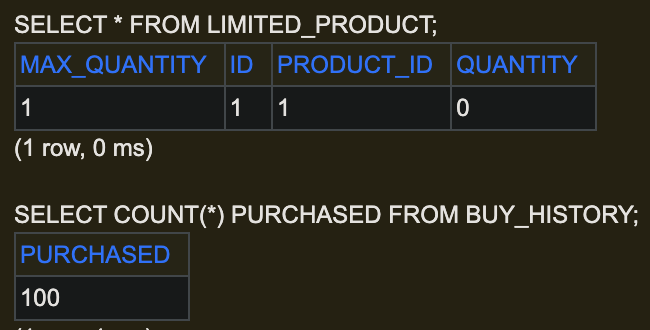 SELECT * FROM LIMITED_PRODUCT;
MAX_QUANTITY ID PRODUCT_ID QUANTITY
1 1 1 0
(1 row, 0 ms)
SELECT COUNT(*) PURCHASED FROM BUY_HISTORY;
PURCHASED
100